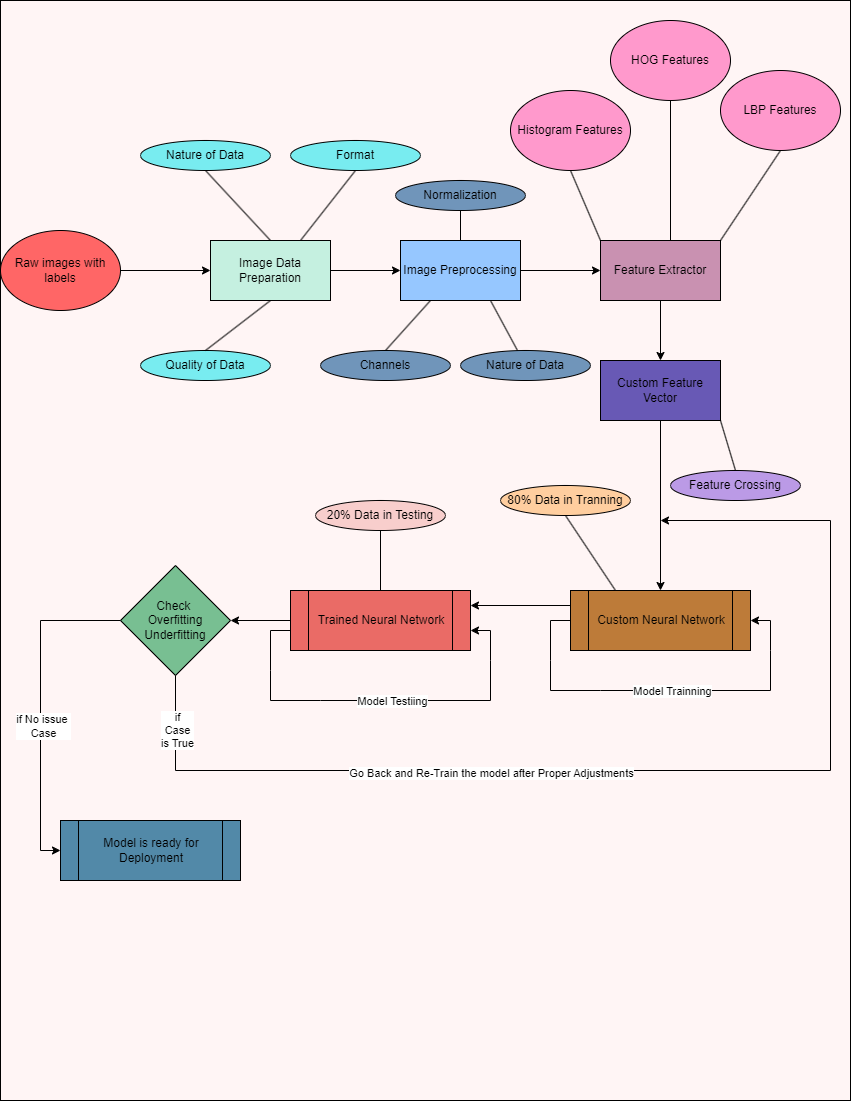 HOG Features
LBP Features
Histogram Features
Nature of Data
Format
Normalization
Raw images with
labels
Image Data
Preparation
Image Preprocessing
Feature Extractor
Quality of Data
Channels
Nature of Data
Custom Feature
Vector
Feature Crossing
80% Data in Tranning
20% Data in Testing
Check
Overfitting
Underfitting
Trained Neural Network
Custom Neural Network
Model Testiing
Model Trainning
if No issue
Case
if
Case
is True
Go Back and Re-Train the model after Proper Adjustments
Model is ready for
Deployment